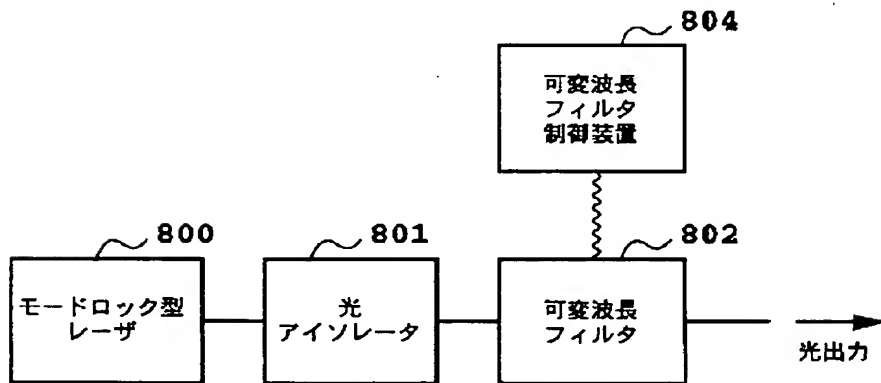 804
可変波長
フィルタ
制御装置
800
801
802
モードロック型
レーザ
光
アイソレータ
可変波長
フィルタ
光出力